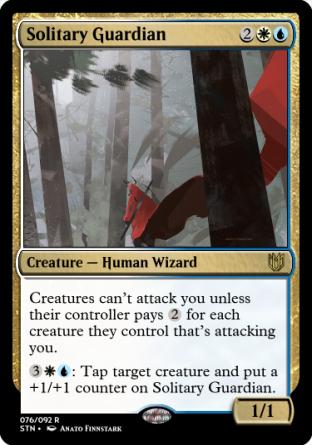 Solitary Guardian 2
Creature — Human Wizard
Creatures can't attack you unless
their controller pays 2 for each
creature they control that's attacking
you.
3: Tap target creature and put a
+1/+1 counter on Solitary Guardian.
1/1
076/092 R
STN • Anato Finnstark